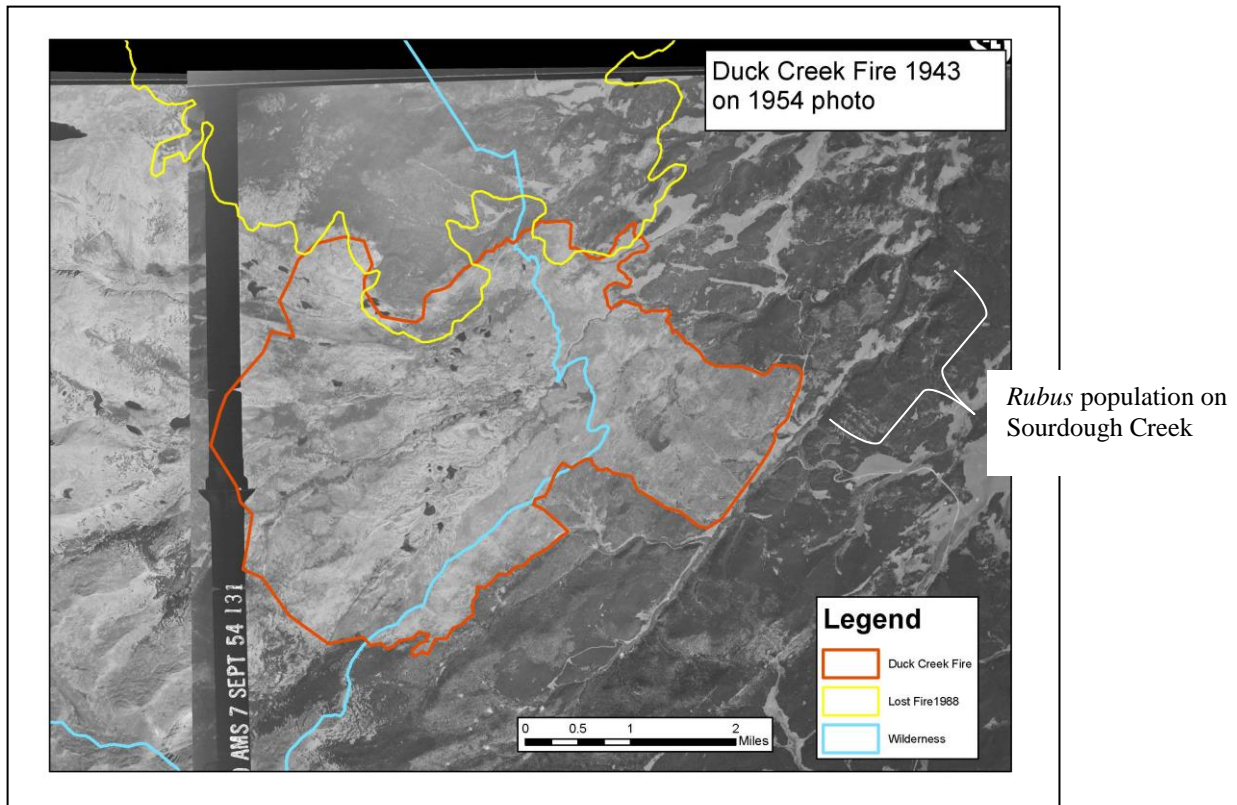 Duck Creek Fire 1943
on 1954 photo
Rubus population on
Sourdough Creek
AMS 7 SEPT 54 131
Legend
Duck Creek Fire
Lost Fire1988
Wilderness
0 0.5 1 2
Miles